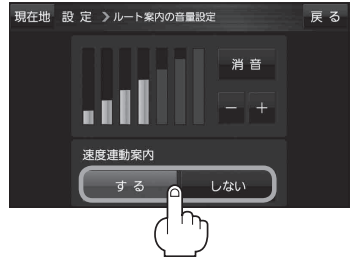 現在地 設 定 ❯ルート案内の音量設定 戻 る
消 音
− +
速度連動案内
す る しない